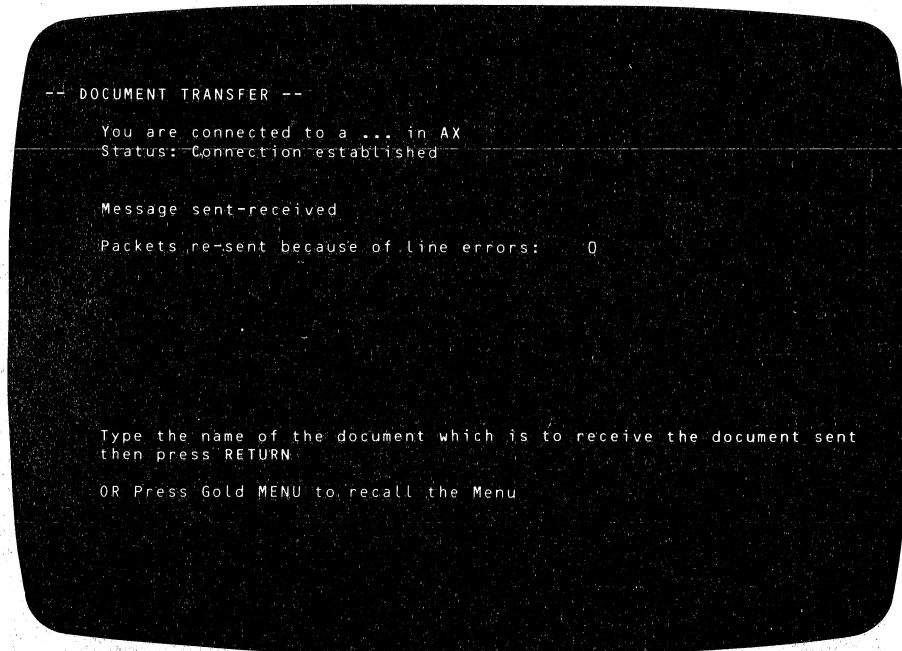 -- DOCUMENT TRANSFER --
You are connected to a ... in AX
Status: Connection established
Message sent-received
Packets re-sent because of line errors: 0
Type the name of the document which is to receive the document sent
then press RETURN
OR Press Gold MENU to recall the Menu